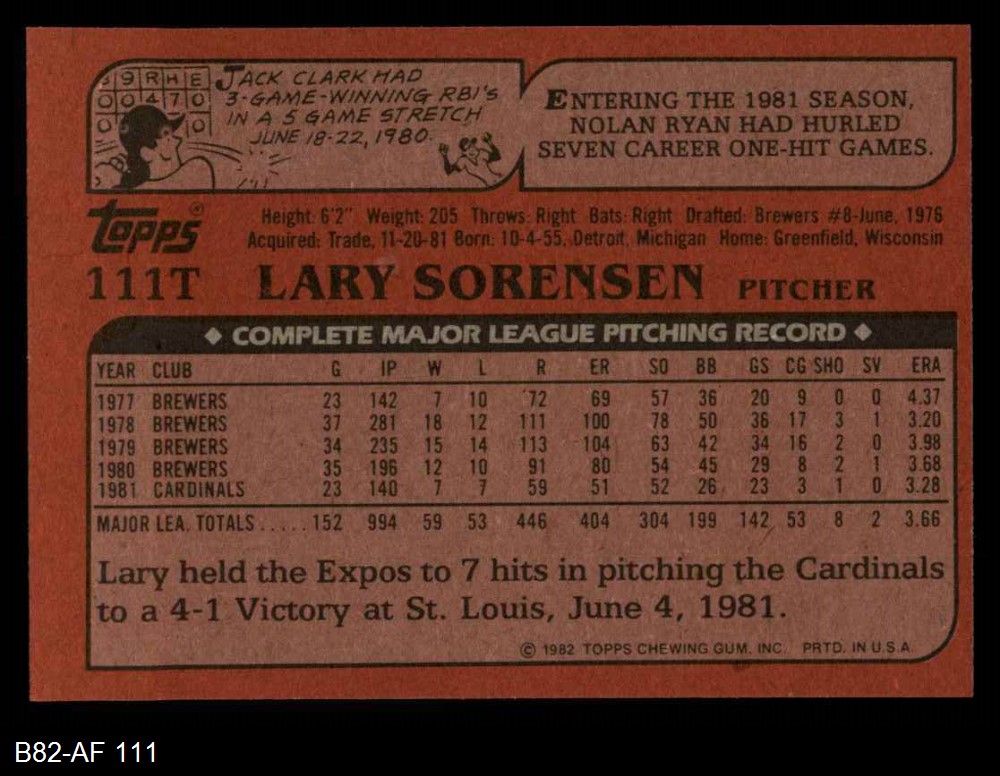 9 R H E
0 0 4 7 0
0 0
JACK CLARK HAD
3-GAME-WINNING RBI'S
IN A 5 GAME STRETCH
JUNE 18-22, 1980.
ENTERING THE 1981 SEASON,
NOLAN RYAN HAD HURLED
SEVEN CAREER ONE-HIT GAMES.
Topps®
Height: 6'2" Weight: 205 Throws: Right Bats: Right Drafted: Brewers #8-June, 1976
Acquired: Trade, 11-20-81 Born: 10-4-55, Detroit, Michigan Home: Greenfield, Wisconsin
111T LARY SORENSEN PITCHER
◆ COMPLETE MAJOR LEAGUE PITCHING RECORD ◆
YEAR CLUB G IP W L R ER SO BB GS CG SHO SV ERA
1977 BREWERS 23 142 7 10 72 69 57 36 20 9 0 0 4.37
1978 BREWERS 37 281 18 12 111 100 78 50 36 17 3 1 3.20
1979 BREWERS 34 235 15 14 113 104 63 42 34 16 2 0 3.98
1980 BREWERS 35 196 12 10 91 80 54 45 29 8 2 1 3.68
1981 CARDINALS 23 140 7 7 59 51 52 26 23 3 1 0 3.28
MAJOR LEA. TOTALS.....152 994 59 53 446 404 304 199 142 53 8 2 3.66
Lary held the Expos to 7 hits in pitching the Cardinals
to a 4-1 Victory at St. Louis, June 4, 1981.
© 1982 TOPPS CHEWING GUM. INC. PRTD. IN U.S.A.
B82-AF 111